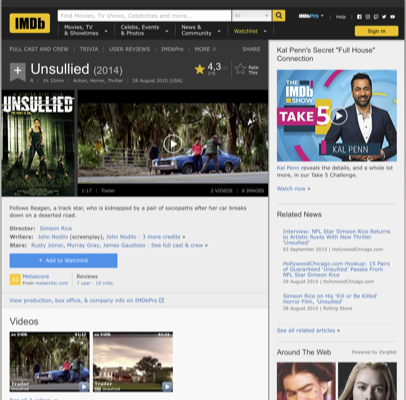 IMDb
Find Movies, TV shows, Celebrities and more...
All
IMDbPro
Help
Movies, TV
& Showtimes
Celebs, Events
& Photos
News &
Community
Watchlist
Sign in
FULL CAST AND CREW | TRIVIA | USER REVIEWS | IMDbPro | MORE
SHARE
Unsullied (2014)
4,3
Rate
This
R | 1h 33min | Action, Horror, Thriller | 28 August 2015 (USA)
UNSULLIED
1:17 | Trailer
2 VIDEOS | 6 IMAGES
Follows Reagan, a track star, who is kidnapped by a pair of sociopaths after her car breaks
down on a deserted road.
Director: Simeon Rice
Writers: John Nodilo (screenplay), John Nodilo | 3 more credits »
Stars: Rusty Joiner, Murray Gray, James Gaudioso | See full cast & crew »
+ Add to Watchlist
Metascore
From metacritic.com
Reviews
7 user | 15 critic
View production, box office, & company info on IMDbPro
Videos
IMDb 01:17
Trailer
Unsullied
IMDb
Trailer
Unsullied
Kal Penn's Secret "Full House"
Connection
THE
IMDb
SHOW
TAKE 5
KAL PENN
Kal Penn reveals the details, and a whole lot
more, in our Take 5 Challenge.
Watch now »
Related News
Interview: NFL Star Simeon Rice Returns
to Artistic Roots With New Thriller
'Unsullied'
03 September 2015 | HollywoodChicago.com
HollywoodChicago.com Hookup: 15 Pairs
of Guaranteed 'Unsullied' Passes From
NFL Star Simeon Rice
29 August 2015 | HollywoodChicago.com
Simeon Rice on His 'Kill or Be Killed'
Horror Film, 'Unsullied'
28 August 2015 | Rolling Stone
See all related articles »
Around The Web
Powered by ZergNet